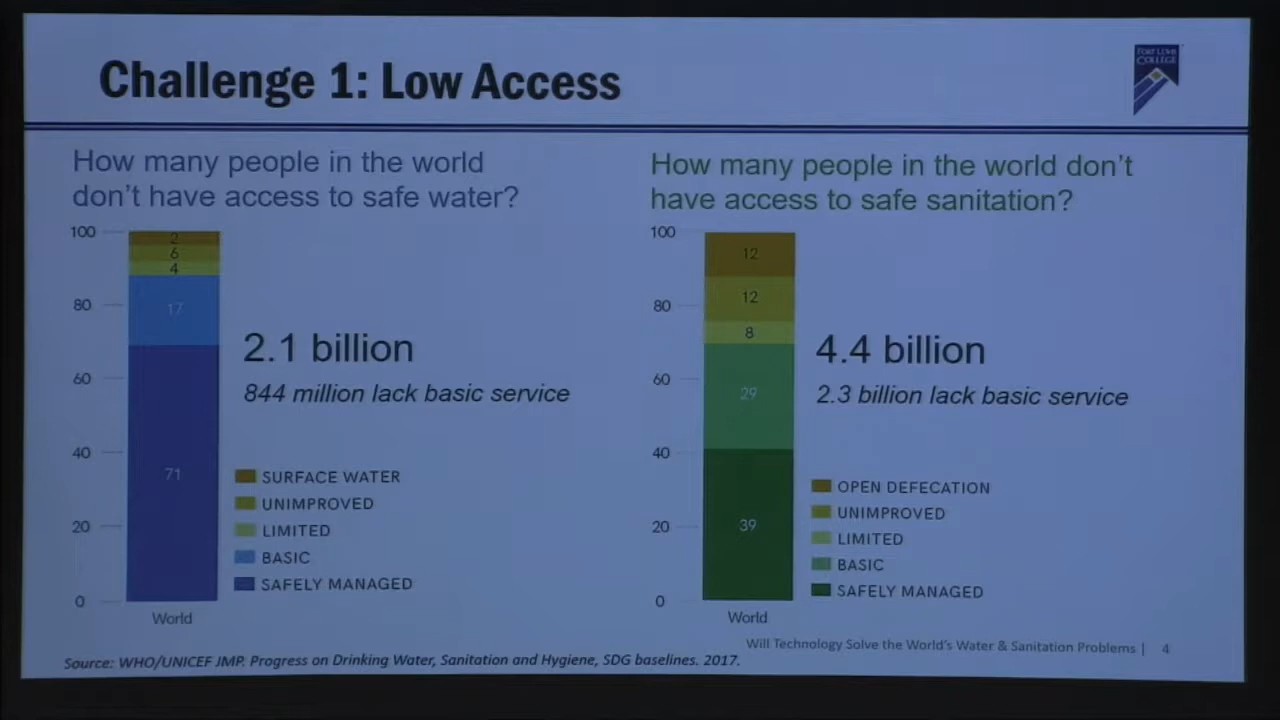 Challenge 1: Low Access
FORT LEWIS
COLLEGE
How many people in the world
don't have access to safe water?
100
80
60
40
20
0
2
6
4
17
71
World
2.1 billion
844 million lack basic service
SURFACE WATER
UNIMPROVED
LIMITED
BASIC
SAFELY MANAGED
How many people in the world don't
have access to safe sanitation?
100
80
60
40
20
0
12
12
8
29
39
World
4.4 billion
2.3 billion lack basic service
OPEN DEFECATION
UNIMPROVED
LIMITED
BASIC
SAFELY MANAGED
Will Technology Solve the World's Water & Sanitation Problems | 4
Source: WHO/UNICEF JMP. Progress on Drinking Water, Sanitation and Hygiene, SDG baselines. 2017.